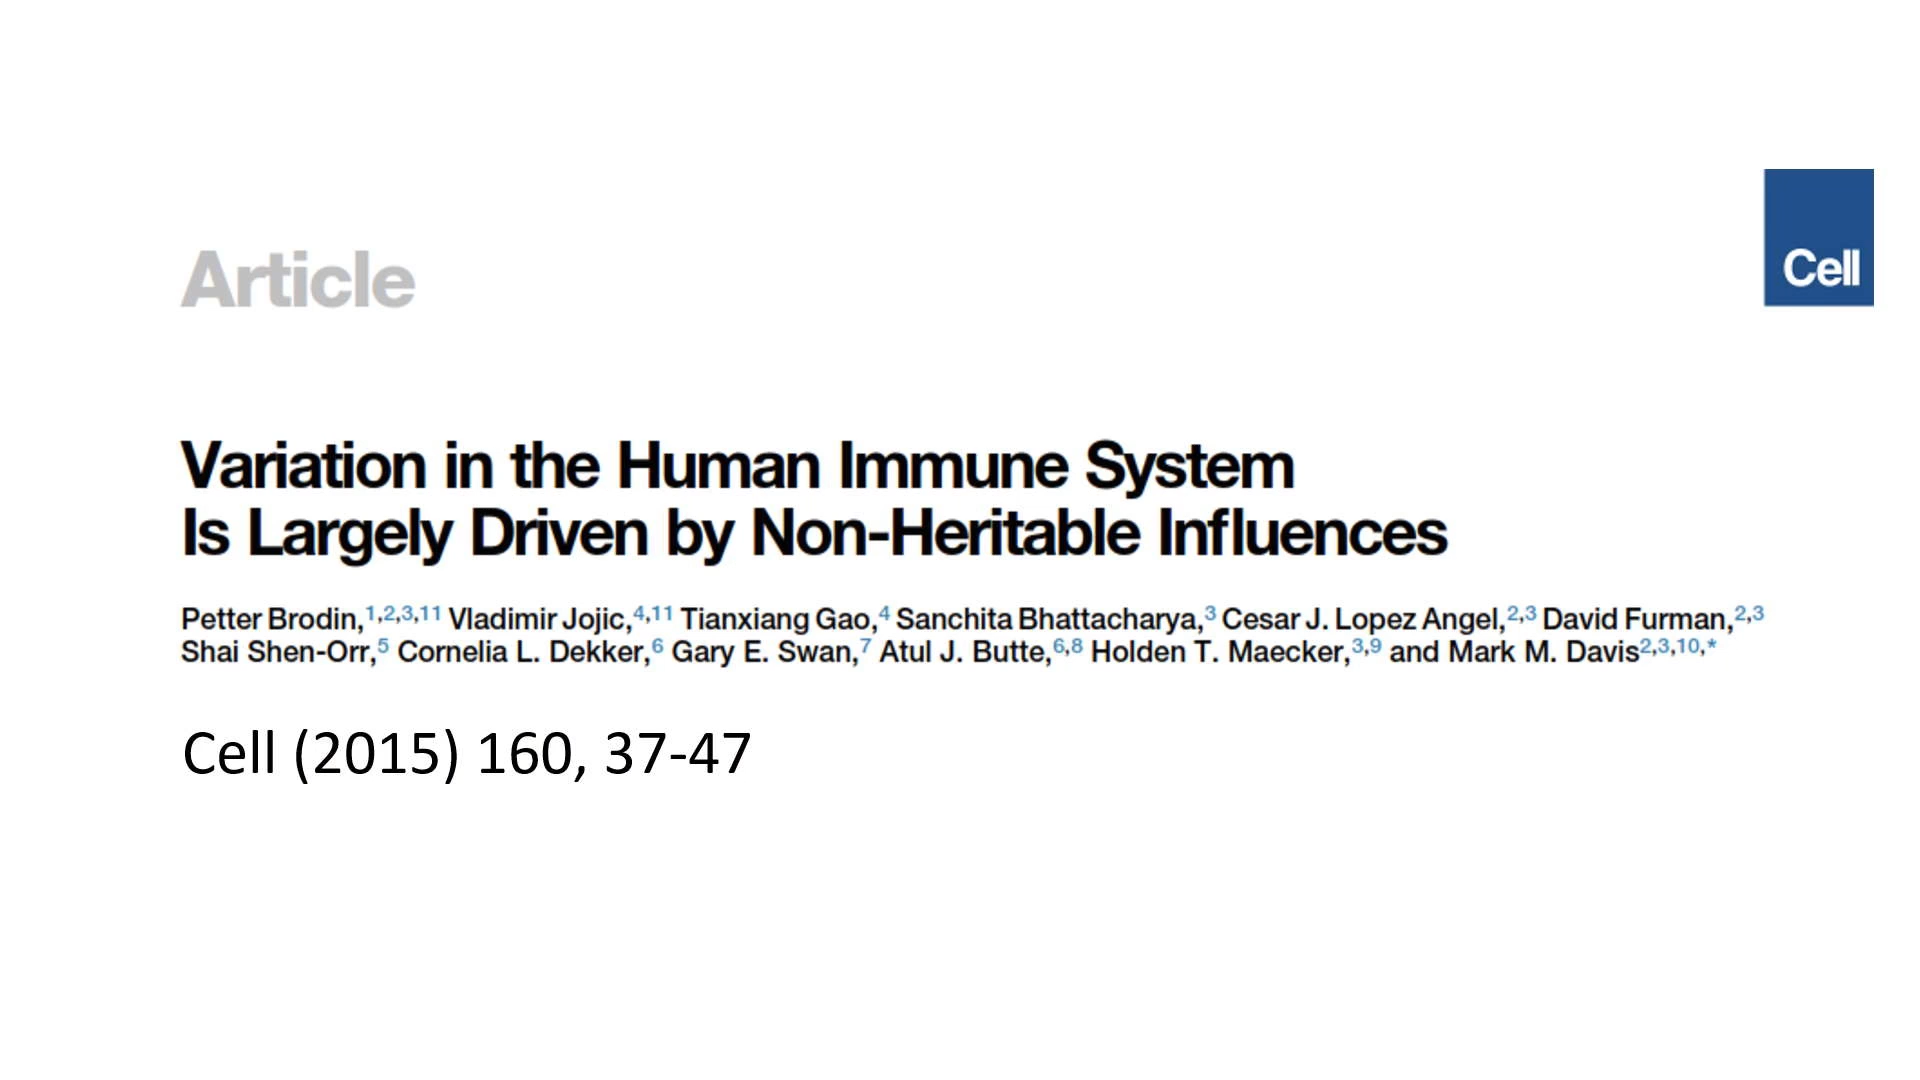 Cell
Article
Variation in the Human Immune System
Is Largely Driven by Non-Heritable Influences
Petter Brodin,1,2,3,11 Vladimir Jojic,4,11 Tianxiang Gao,4 Sanchita Bhattacharya,3 Cesar J. Lopez Angel,2,3 David Furman,2,3
Shai Shen-Orr,5 Cornelia L. Dekker,6 Gary E. Swan,7 Atul J. Butte,6,8 Holden T. Maecker,3,9 and Mark M. Davis2,3,10,*
Cell (2015) 160, 37-47